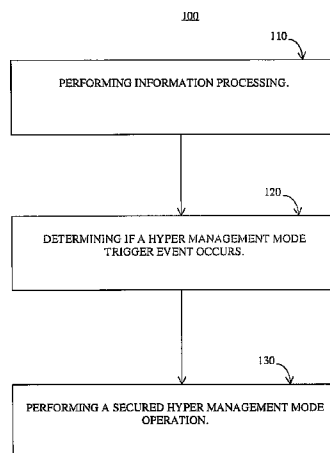 100
110
PERFORMING INFORMATION PROCESSING.
120
DETERMINING IF A HYPER MANAGEMENT MODE
TRIGGER EVENT OCCURS.
130
PERFORMING A SECURED HYPER MANAGEMENT MODE
OPERATION.